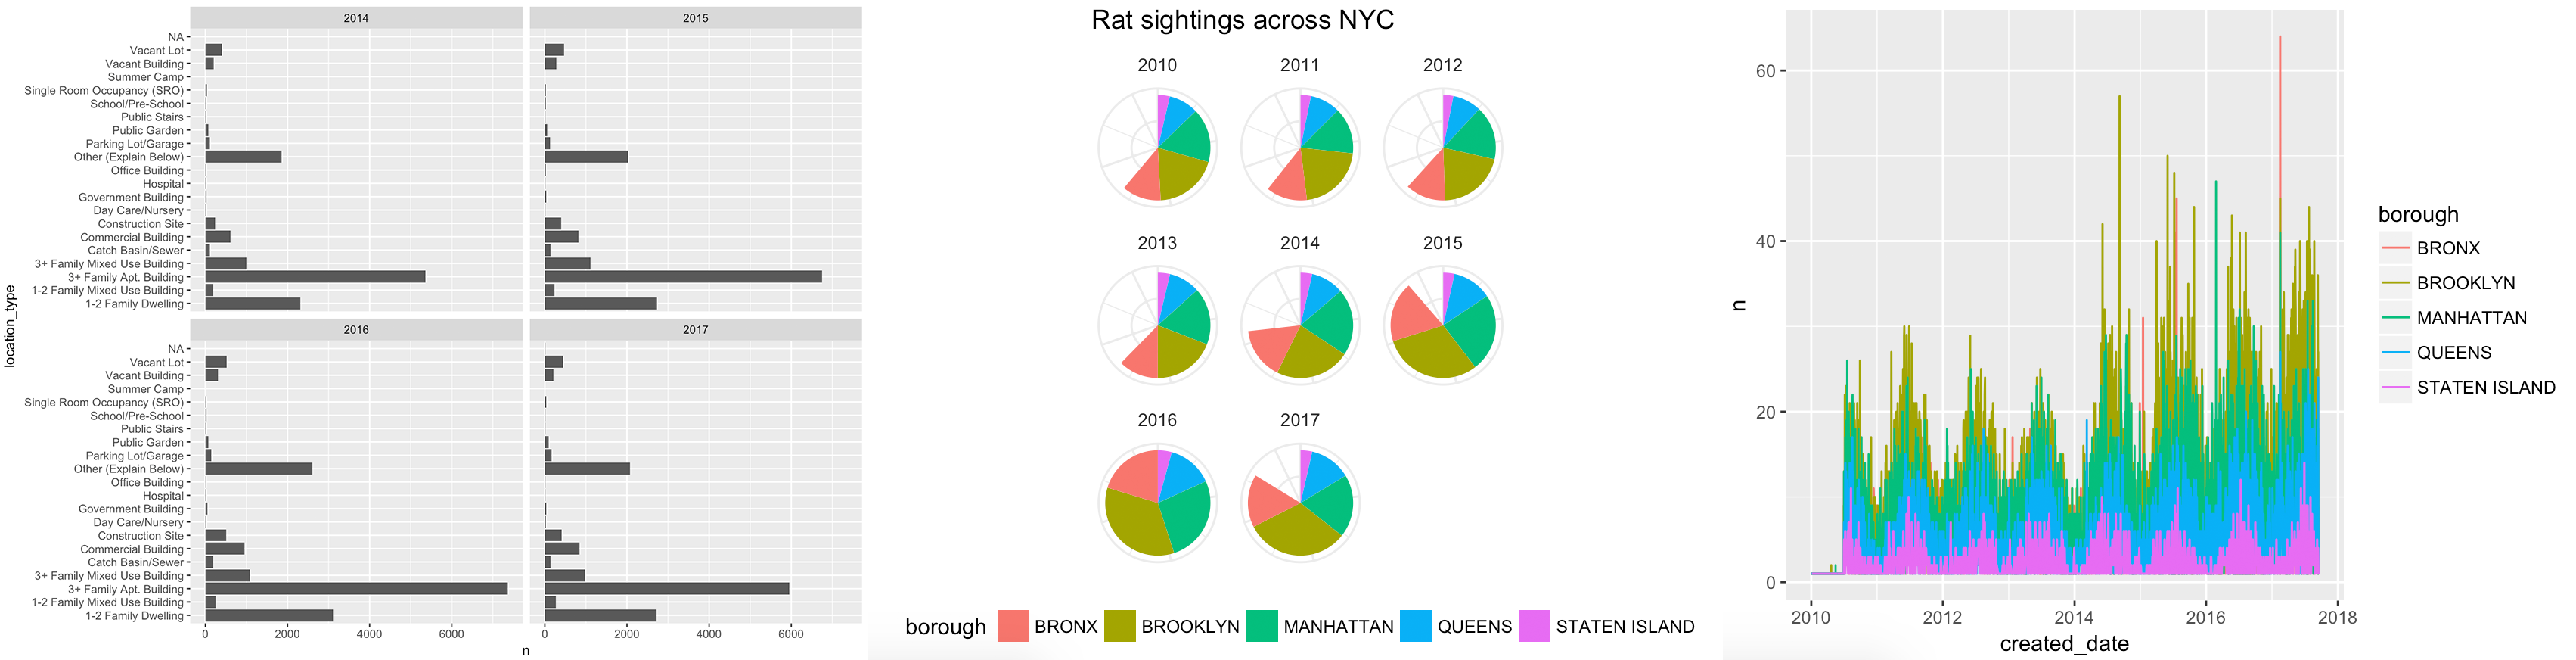 2014
2015
NA
Vacant Lot
Vacant Building
Summer Camp
Single Room Occupancy (SRO)
School/Pre-School
Public Stairs
Public Garden
Parking Lot/Garage
Other (Explain Below)
Office Building
Hospital
Government Building
Day Care/Nursery
Construction Site
Commercial Building
Catch Basin/Sewer
3+ Family Mixed Use Building
3+ Family Apt. Building
1-2 Family Mixed Use Building
1-2 Family Dwelling
location_type
2016
2017
NA
Vacant Lot
Vacant Building
Summer Camp
Single Room Occupancy (SRO)
School/Pre-School
Public Stairs
Public Garden
Parking Lot/Garage
Other (Explain Below)
Office Building
Hospital
Government Building
Day Care/Nursery
Construction Site
Commercial Building
Catch Basin/Sewer
3+ Family Mixed Use Building
3+ Family Apt. Building
1-2 Family Mixed Use Building
1-2 Family Dwelling
0 2000 4000 6000
0 2000 4000 6000
n
Rat sightings across NYC
2010 2011 2012
2013 2014 2015
2016 2017
borough BRONX BROOKLYN MANHATTAN QUEENS STATEN ISLAND
60
40
20
0
n
2010 2012 2014 2016 2018
created_date
borough
BRONX
BROOKLYN
MANHATTAN
QUEENS
STATEN ISLAND